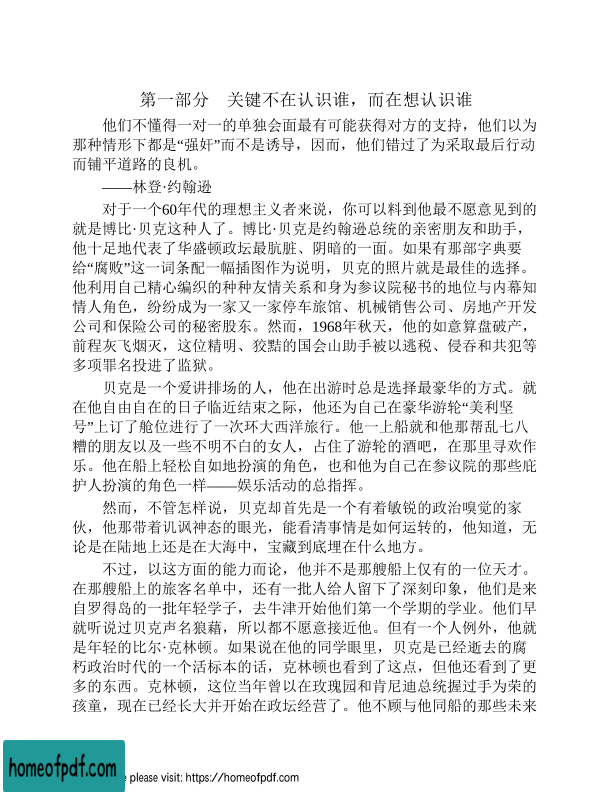 第一部分　关键不在认识谁，而在想认识谁
他们不懂得一对一的单独会面最有可能获得对方的支持，他们以为
那种情形下都是“强奸”而不是诱导，因而，他们错过了为采取最后行动
而铺平道路的良机。
——林登·约翰逊
对于一个60年代的理想主义者来说，你可以料到他最不愿意见到的
就是博比·贝克这种人了。博比·贝克是约翰逊总统的亲密朋友和助手，
他十足地代表了华盛顿政坛最肮脏、阴暗的一面。如果有那部字典要
给“腐败”这一词条配一幅插图作为说明，贝克的照片就是最佳的选择。
他利用自己精心编织的种种友情关系和身为参议院秘书的地位与内幕知
情人角色，纷纷成为一家又一家停车旅馆、机械销售公司、房地产开发
公司和保险公司的秘密股东。然而，1968年秋天，他的如意算盘破产，
前程灰飞烟灭，这位精明、狡黠的国会山助手被以逃税、侵吞和共犯等
多项罪名投进了监狱。
贝克是一个爱讲排场的人，他在出游时总是选择最豪华的方式。就
在他自由自在的日子临近结束之际，他还为自己在豪华游轮“美利坚
号”上订了舱位进行了一次环大西洋旅行。他一上船就和他那帮乱七八
糟的朋友以及一些不明不白的女人，占住了游轮的酒吧，在那里寻欢作
乐。他在船上轻松自如地扮演的角色，也和他为自己在参议院的那些庇
护人扮演的角色一样——娱乐活动的总指挥。
然而，不管怎样说，贝克却首先是一个有着敏锐的政治嗅觉的家
伙，他那带着讥讽神态的眼光，能看清事情是如何运转的，他知道，无
论是在陆地上还是在大海中，宝藏到底埋在什么地方。
不过，以这方面的能力而论，他并不是那艘船上仅有的一位天才。
在那艘船上的旅客名单中，还有一批人给人留下了深刻印象，他们是来
自罗得岛的一批年轻学子，去牛津开始他们第一个学期的学业。他们早
就听说过贝克声名狼藉，所以都不愿意接近他。但有一个人例外，他就
是年轻的比尔·克林顿。如果说在他的同学眼里，贝克是已经逝去的腐
朽政治时代的一个活标本的话，克林顿也看到了这点，但他还看到了更
多的东西。克林顿，这位当年曾以在玫瑰园和肯尼迪总统握过手为荣的
孩童，现在已经长大并开始在政坛经营了。他不顾与他同船的那些未来
homeofpdf.com
e please visit: https://homeofpdf.com